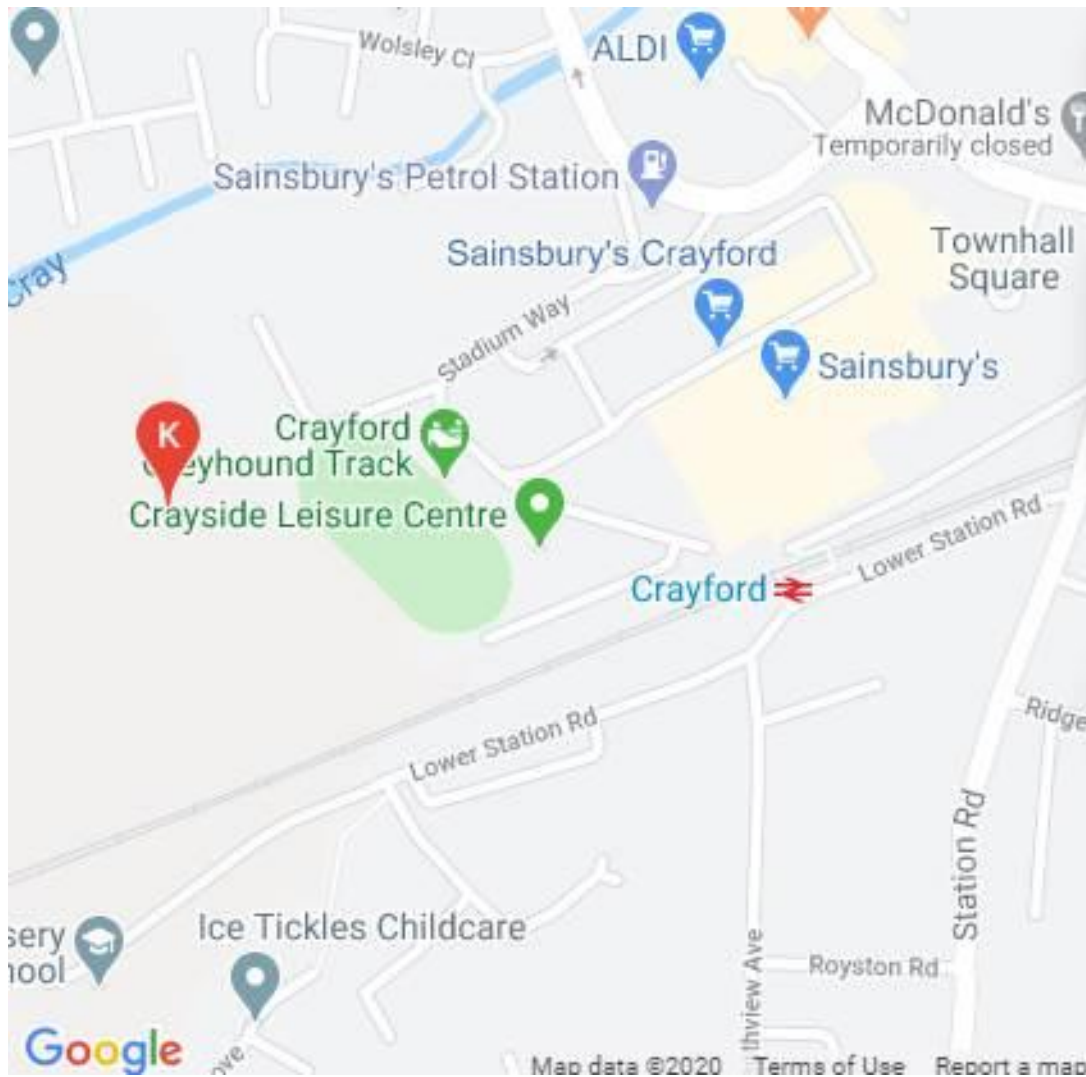 Wolsley Cl
ALDI
McDonald's
Temporarily closed
Sainsbury's Petrol Station
Cray
Sainsbury's Crayford
Townhall
Square
Stadium Way
Sainsbury's
K
Crayford
Greyhound Track
Crayside Leisure Centre
Lower Station Rd
Crayford
Lower Station Rd
Ridge
Station Rd
Ice Tickles Childcare
sery
hool
thview Ave
Royston Rd
ove
Google
Map data ©2020 Terms of Use Report a map